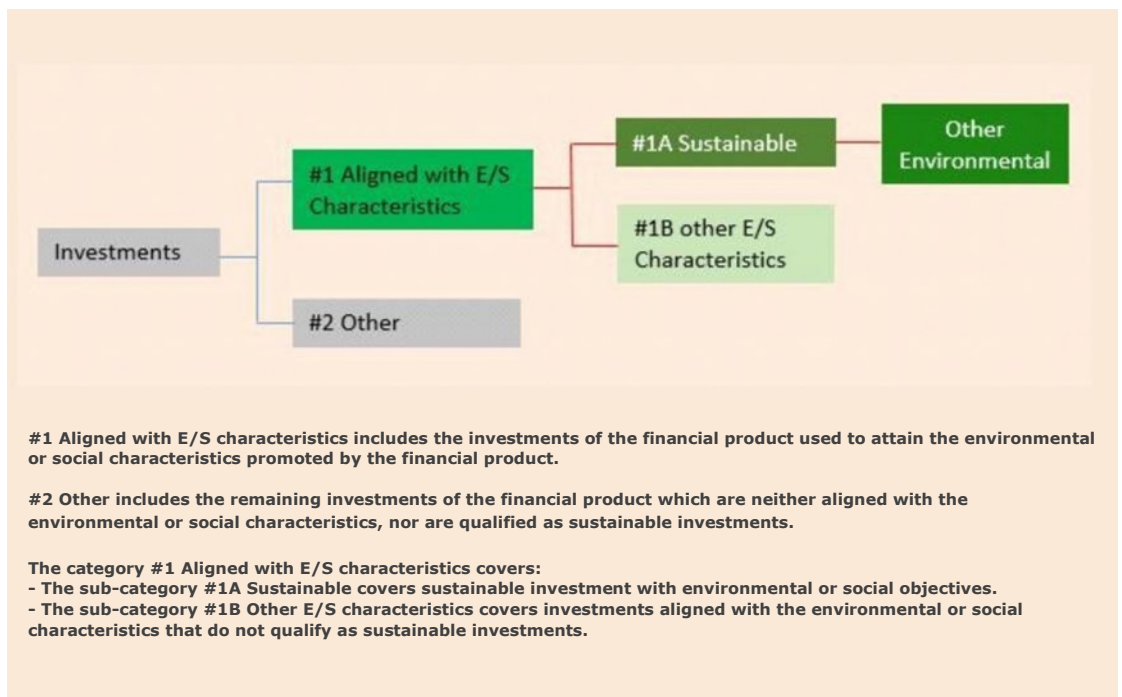 Other
Environmental
#1A Sustainable
#1 Aligned with E/S
Characteristics
#1B other E/S
Characteristics
Investments
#2 Other
#1 Aligned with E/S characteristics includes the investments of the financial product used to attain the environmental
or social characteristics promoted by the financial product.
#2 Other includes the remaining investments of the financial product which are neither aligned with the
environmental or social characteristics, nor are qualified as sustainable investments.
The category #1 Aligned with E/S characteristics covers:
- The sub-category #1A Sustainable covers sustainable investment with environmental or social objectives.
- The sub-category #1B Other E/S characteristics covers investments aligned with the environmental or social
characteristics that do not qualify as sustainable investments.